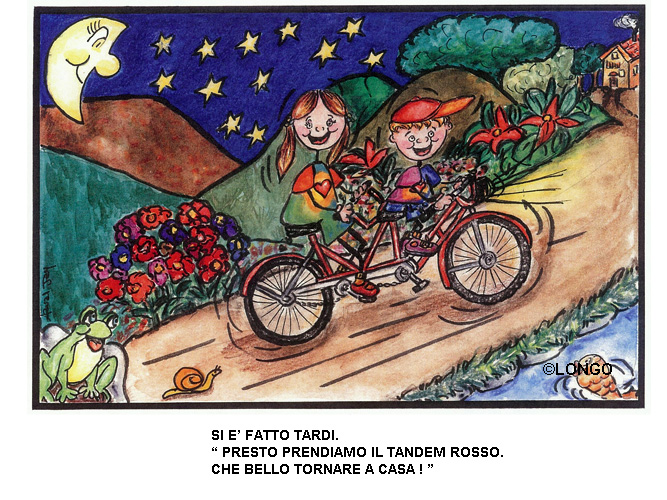 ©LONGO
SI E’ FATTO TARDI.
“ PRESTO PRENDIAMO IL TANDEM ROSSO.
CHE BELLO TORNARE A CASA ! ”